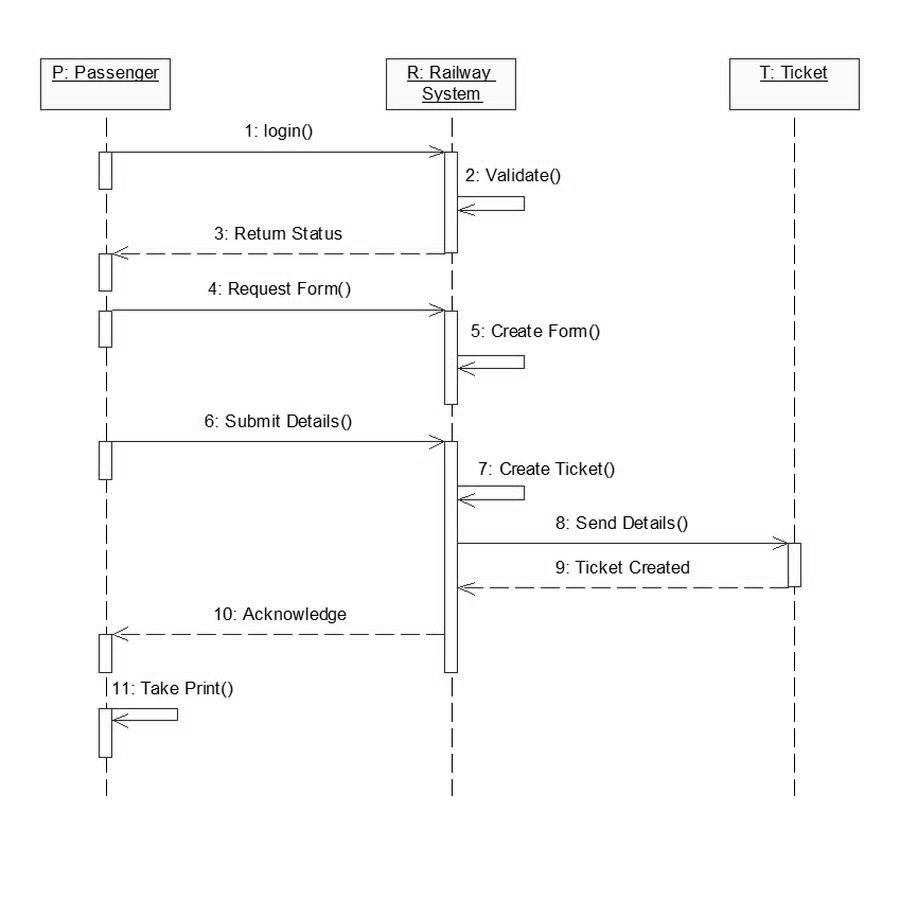 P: Passenger
R: Railway
System
T: Ticket
1: login()
2: Validate()
3: Return Status
4: Request Form()
5: Create Form()
6: Submit Details()
7: Create Ticket()
8: Send Details()
9: Ticket Created
10: Acknowledge
11: Take Print()